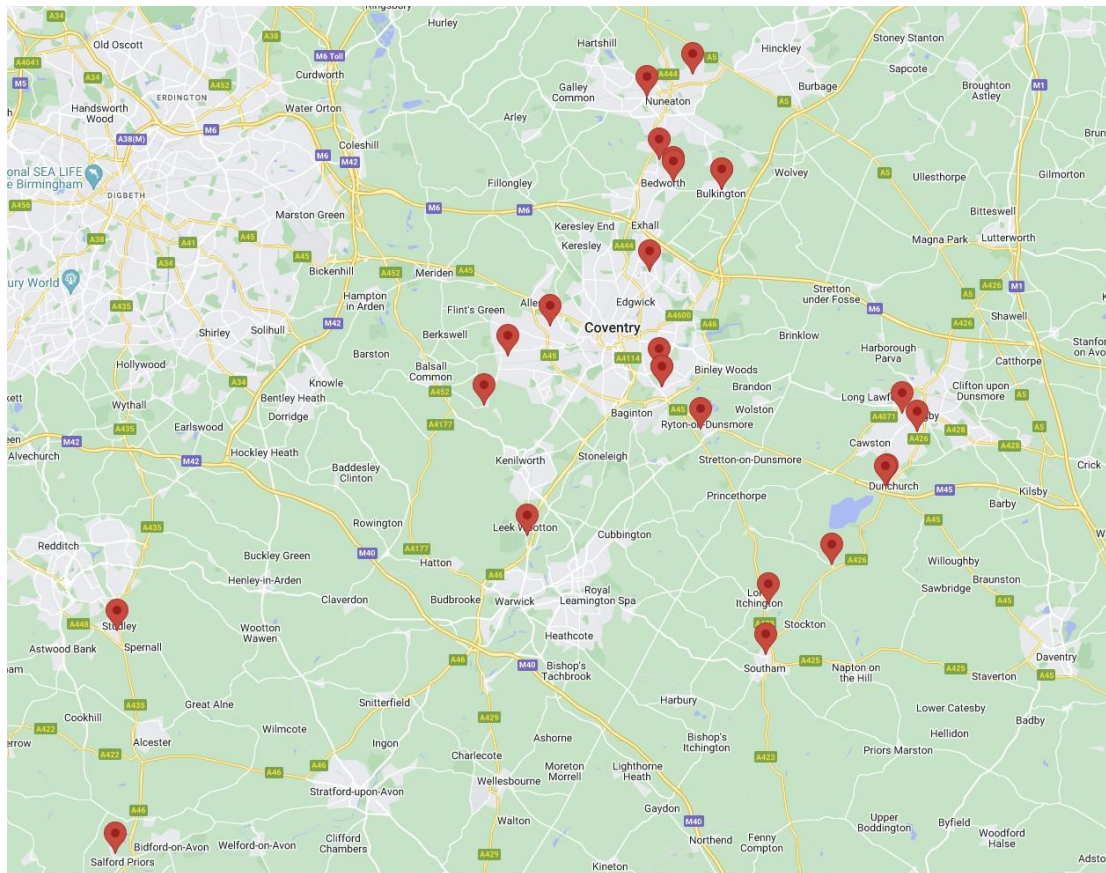 Kingsbury
A34
Hurley
Hartshill
Hinckley
Stoney Stanton
M1
Old Oscott
A38
M6 Toll
A4041
A34
A444
A5
Sapcote
Curdworth
M5
A452
Galley
Common
Burbage
Broughton
Astley
ERDINGTON
Handsworth
Wood
Water Orton
Nuneaton
A5
M1
Arley
A38(M)
M6
Coleshill
M6
M42
Bedworth
Wolvey
A5
Ullesthorpe
Gilmorton
onal SEA LIFE
e Birmingham
DIGBETH
Fillongley
Bulkington
A456
Marston Green
M6
M6
Bitteswell
A38
A45
Keresley End
Exhall
A41
A45
Keresley
A444
Magna Park
Lutterworth
A34
Bickenhill
A452
Meriden
A45
A426
M1
ury World
Hampton
in Arden
Flint's Green
Edgwick
Stretton
under Fosse
A5
A435
A4600
M6
Shawell
Shirley
Solihull
Berkswell
Coventry
A46
A426
Brinklow
Barston
A45
A4114
Harborough
Parva
Catthorpe
Hollywood
Balsall
Common
Binley Woods
Knowle
A452
Brandon
Clifton upon
Dunsmore
Wythall
A34
Bentley Heath
Baginton
A45
Wolston
A4071
Dorridge
A4177
Ryton-on-Dunsmore
A426
A428
A5
M42
A435
Earlswood
Stoneleigh
Cawston
A428
Alvechurch
M42
Hockley Heath
Kenilworth
Stretton-on-Dunsmore
Crick
Baddesley
Clinton
Dunchurch
M45
Kilsby
Princethorpe
Barby
A435
Rowington
Leek Wootton
Cubbington
A45
Redditch
Buckley Green
M40
A4177
Hatton
A426
Willoughby
Henley-in-Arden
A46
Royal
Leamington Spa
Braunston
Claverdon
Budbrooke
Warwick
Long
Itchington
Sawbridge
A45
A448
Studley
Wootton
Wawen
Stockton
Astwood Bank
Spernall
Heathcote
Daventry
A46
M40
Bishop's
Tachbrook
Southam
A425
Napton on
the Hill
A425
Staverton
A45
A435
Great Alne
Snitterfield
Harbury
Cookhill
A429
Lower Catesby
Badby
A422
Wilmcote
Ingon
Ashorne
Bishop's
Itchington
Hellidon
A422
Alcester
Charlecote
A423
Priors Marston
A46
A46
Moreton
Morrell
Lighthorne
Heath
Stratford-upon-Avon
Wellesbourne
A46
Gaydon
M40
Upper
Boddington
Byfield
Woodford
Halse
Bidford-on-Avon
Welford-on-Avon
Clifford
Chambers
Walton
Northend
Fenny
Compton
Salford Priors
A429
Kineton